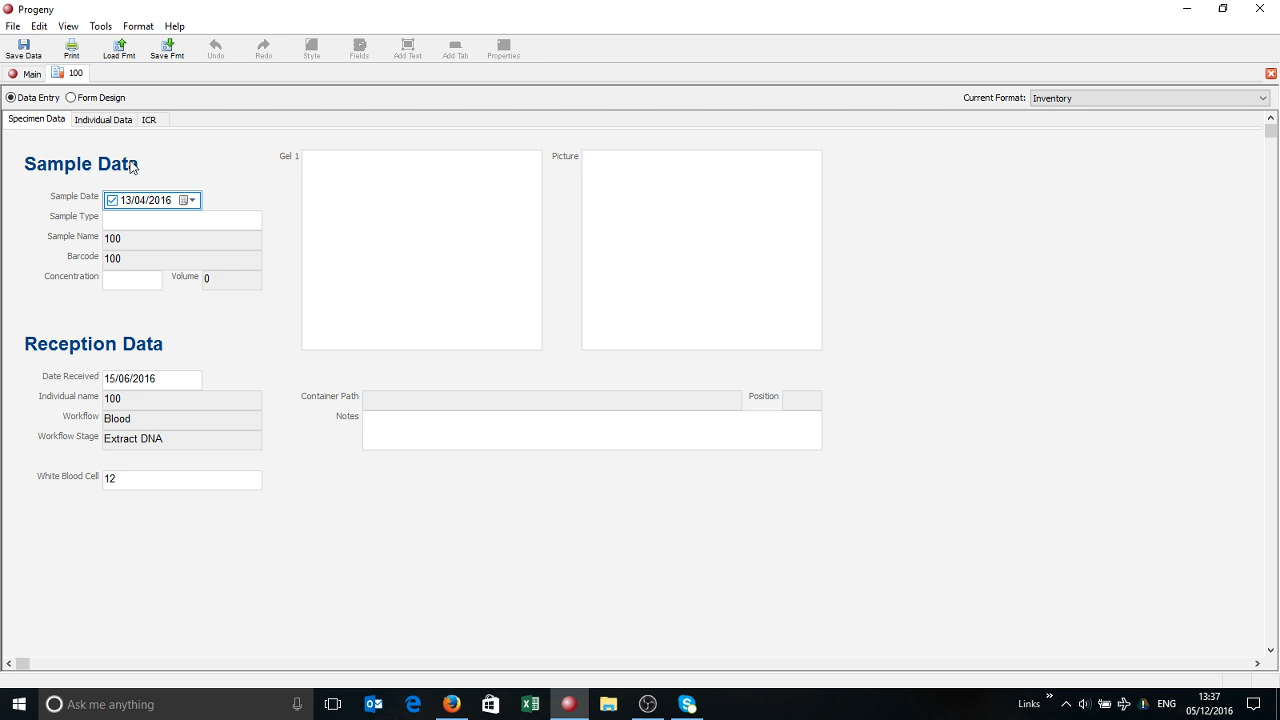 Progeny
File Edit View Tools Format Help
Save Data Print Load Fmt Save Fmt Undo Redo Style Fields Add Text Add Tab Properties
Main 100
Data Entry Form Design Current Format: Inventory
Specimen Data Individual Data ICR
Sample Data
Gel 1
Picture
Sample Date 13/04/2016
Sample Type
Sample Name 100
Barcode 100
Concentration Volume 0
Reception Data
Date Received 15/06/2016
Individual name 100
Workflow Blood
Workflow Stage Extract DNA
White Blood Cell 12
Container Path Position
Notes
Ask me anything
Links » ENG 13:37
05/12/2016